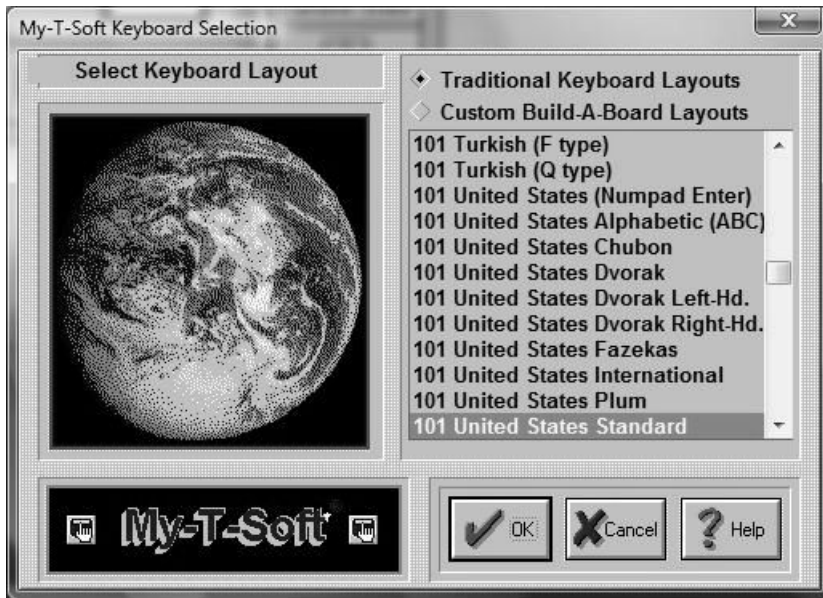 My-T-Soft Keyboard Selection
Select Keyboard Layout
Traditional Keyboard Layouts
Custom Build-A-Board Layouts
101 Turkish (F type)
101 Turkish (Q type)
101 United States (Numpad Enter)
101 United States Alphabetic (ABC)
101 United States Chubon
101 United States Dvorak
101 United States Dvorak Left-Hd.
101 United States Dvorak Right-Hd.
101 United States Fazekas
101 United States International
101 United States Plum
101 United States Standard
My-T-Soft
OK
Cancel
? Help